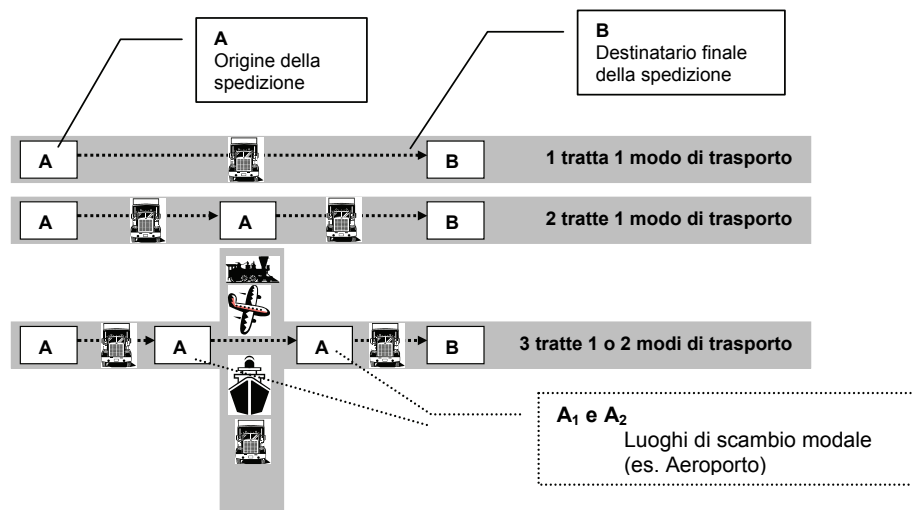 A
Origine della
spedizione
B
Destinatario finale
della spedizione
A B 1 tratta 1 modo di trasporto
A A B 2 tratte 1 modo di trasporto
A A A B 3 tratte 1 o 2 modi di trasporto
A₁ e A₂
Luoghi di scambio modale
(es. Aeroporto)